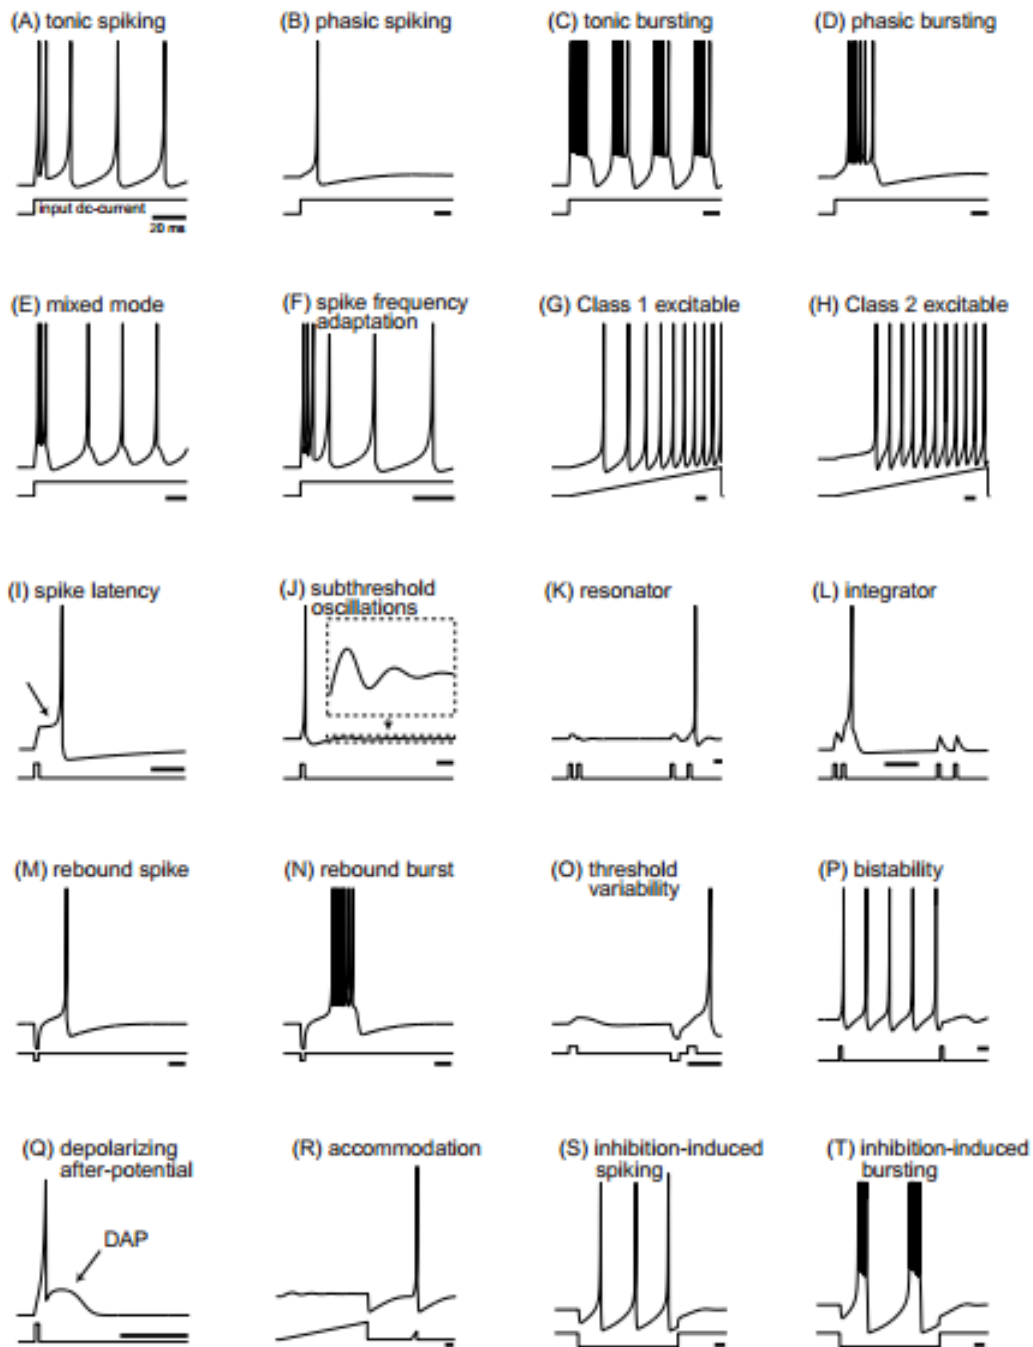 (A) tonic spiking
(B) phasic spiking
(C) tonic bursting
(D) phasic bursting
input dc-current
20 ms
(E) mixed mode
(F) spike frequency
adaptation
(G) Class 1 excitable
(H) Class 2 excitable
(I) spike latency
(J) subthreshold
oscillations
(K) resonator
(L) integrator
(M) rebound spike
(N) rebound burst
(O) threshold
variability
(P) bistability
(Q) depolarizing
after-potential
DAP
(R) accommodation
(S) inhibition-induced
spiking
(T) inhibition-induced
bursting